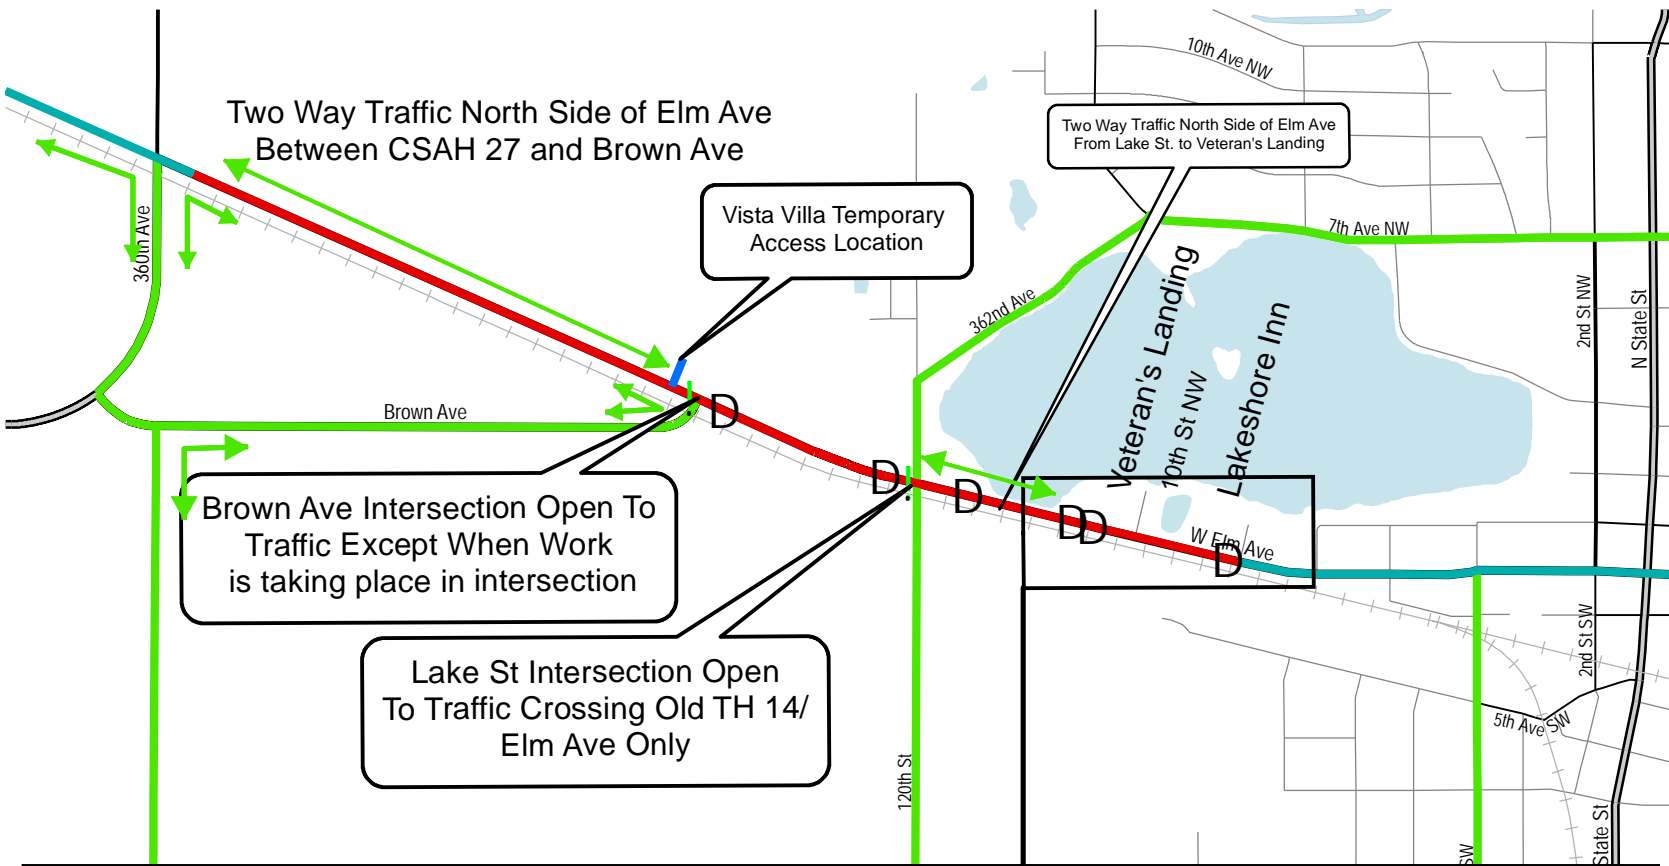 10th Ave NW
Two Way Traffic North Side of Elm Ave
Between CSAH 27 and Brown Ave
Two Way Traffic North Side of Elm Ave
From Lake St. to Veteran's Landing
Vista Villa Temporary
Access Location
360th Ave
7th Ave NW
362nd Ave
Veteran's Landing
10th St NW
Lakeshore Inn
2nd St NW
N State St
Brown Ave
D
D
D
D
D
D
W Elm Ave
Brown Ave Intersection Open To
Traffic Except When Work
is taking place in intersection
Lake St Intersection Open
To Traffic Crossing Old TH 14/
Elm Ave Only
2nd St SW
5th Ave SW
120th St
SW
State St